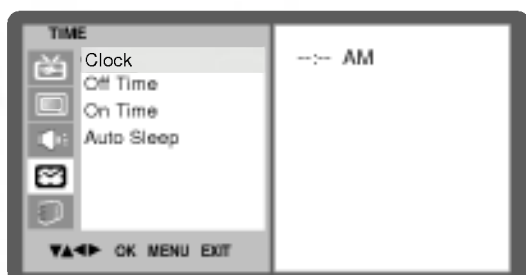 TIME
Clock
--:-- AM
Off Time
On Time
Auto Sleep
▼▲◀▶ OK MENU EXIT